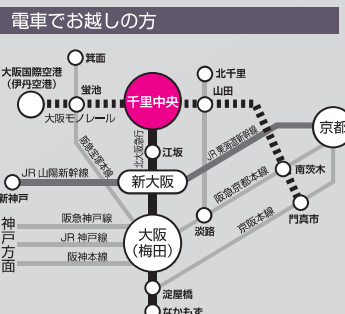 電車でお越しの方
箕面
大阪国際空港
(伊丹空港)
蛍池
千里中央
北千里
山田
大阪モノレール
阪急宝塚本線
北大阪急行
江坂
JR東海道新幹線
京都
JR山陽新幹線
新大阪
南茨木
新神戸
阪急京都本線
京阪本線
門真市
淡路
神戸方面
阪急神戸線
JR神戸線
阪神本線
大阪
(梅田)
淀屋橋
なかもず